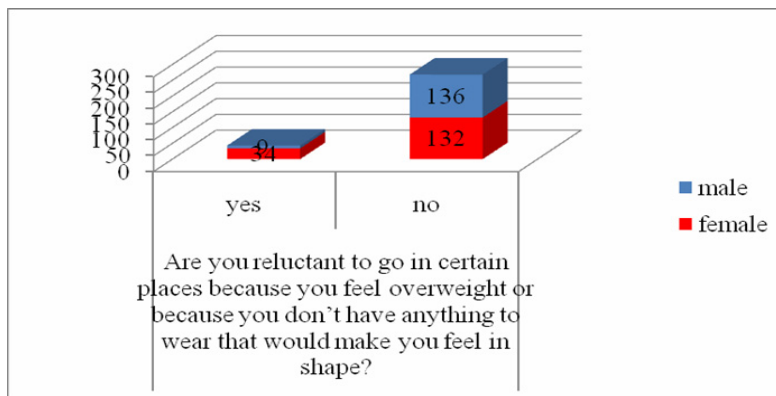 300
250
200
150
100
50
0
9
34
136
132
yes no
male
female
Are you reluctant to go in certain
places because you feel overweight or
because you don’t have anything to
wear that would make you feel in
shape?